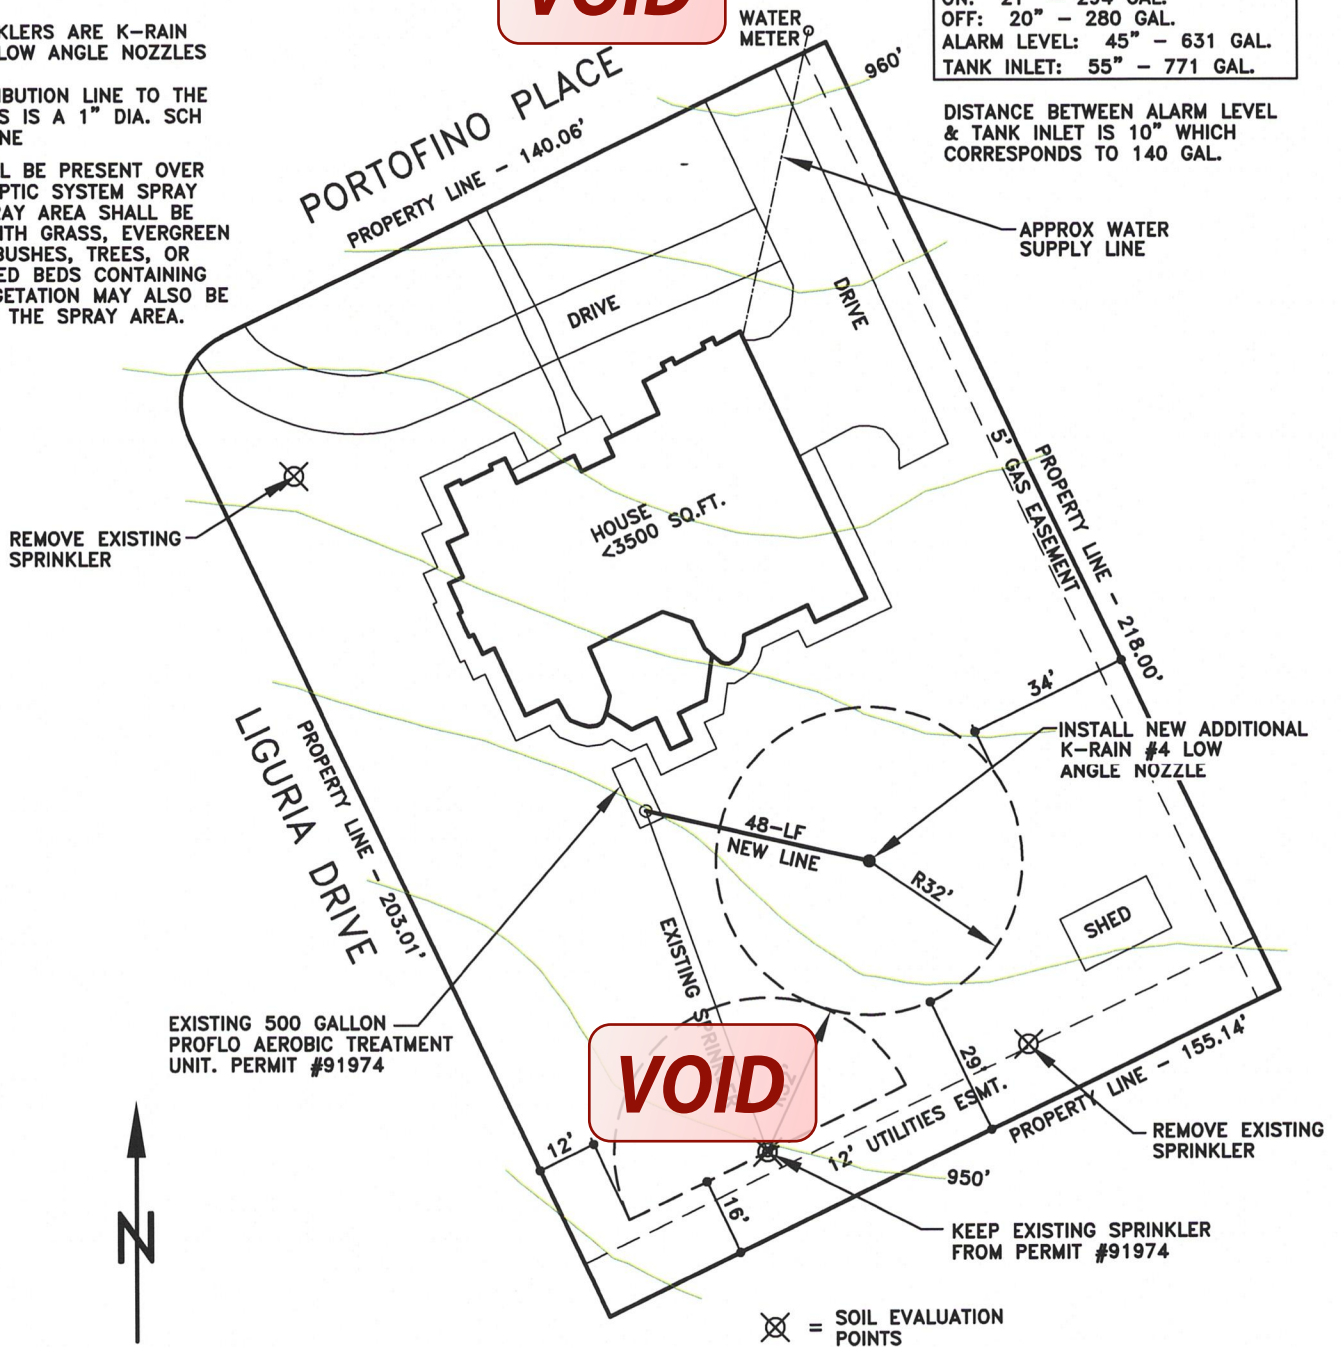 VOID
KLERS ARE K-RAIN
LOW ANGLE NOZZLES
IBUTION LINE TO THE
S IS A 1" DIA. SCH
NE
L BE PRESENT OVER
PTIC SYSTEM SPRAY
RAY AREA SHALL BE
ITH GRASS, EVERGREEN
BUSHES, TREES, OR
ED BEDS CONTAINING
GETATION MAY ALSO BE
THE SPRAY AREA.
WATER
METER
960'
OFF: 20" - 280 GAL.
ALARM LEVEL: 45" - 631 GAL.
TANK INLET: 55" - 771 GAL.
DISTANCE BETWEEN ALARM LEVEL
& TANK INLET IS 10" WHICH
CORRESPONDS TO 140 GAL.
PORTOFINO PLACE
PROPERTY LINE - 140.06'
APPROX WATER
SUPPLY LINE
DRIVE
DRIVE
REMOVE EXISTING
SPRINKLER
HOUSE
<3500 SQ.FT.
5' GAS EASEMENT
PROPERTY LINE - 218.00'
34'
INSTALL NEW ADDITIONAL
K-RAIN #4 LOW
ANGLE NOZZLE
LIGURIA DRIVE
PROPERTY LINE - 203.01'
48-LF
NEW LINE
R32'
SHED
EXISTING SPRINKLER
EXISTING 500 GALLON
PROFLO AEROBIC TREATMENT
UNIT. PERMIT #91974
VOID
R32'
29'
12' UTILITIES ESMT.
PROPERTY LINE - 155.14'
REMOVE EXISTING
SPRINKLER
12'
16'
950'
KEEP EXISTING SPRINKLER
FROM PERMIT #91974
N
= SOIL EVALUATION
POINTS